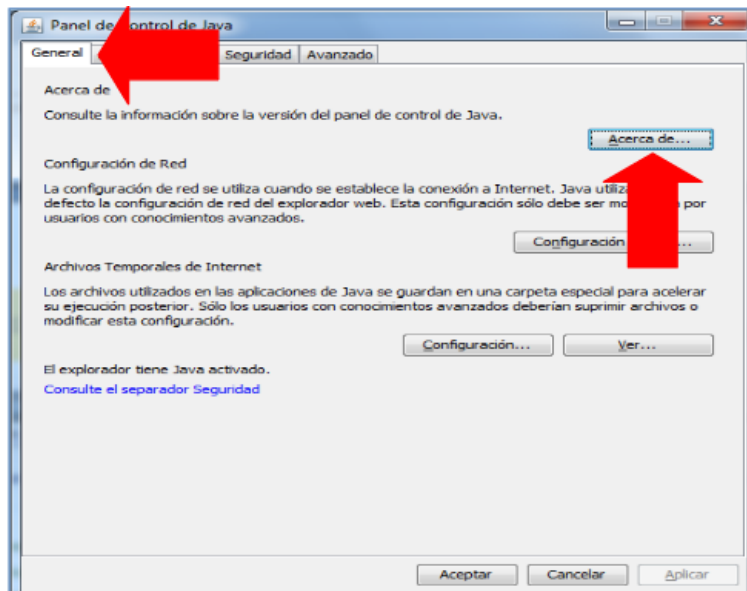 Panel de control de Java
General Seguridad Avanzado
Acerca de
Consulte la información sobre la versión del panel de control de Java.
Acerca de...
Configuración de Red
La configuración de red se utiliza cuando se establece la conexión a Internet. Java utiliza
defecto la configuración de red del explorador web. Esta configuración sólo debe ser por
usuarios con conocimientos avanzados.
Configuración ...
Archivos Temporales de Internet
Los archivos utilizados en las aplicaciones de Java se guardan en una carpeta especial para acelerar
su ejecución posterior. Sólo los usuarios con conocimientos avanzados deberían suprimir archivos o
modificar esta configuración.
Configuración... Ver...
El explorador tiene Java activado.
Consulte el separador Seguridad
Aceptar Cancelar Aplicar